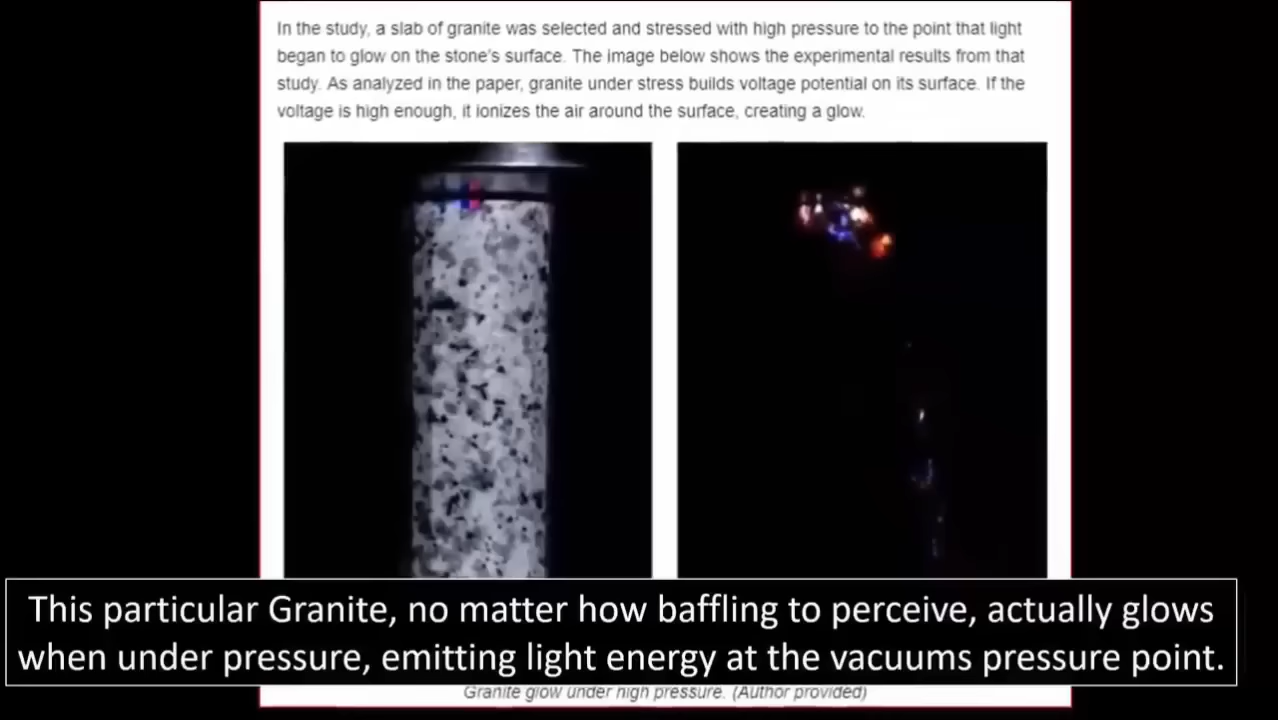 In the study, a slab of granite was selected and stressed with high pressure to the point that light
began to glow on the stone's surface. The image below shows the experimental results from that
study. As analyzed in the paper, granite under stress builds voltage potential on its surface. If the
voltage is high enough, it ionizes the air around the surface, creating a glow.
This particular Granite, no matter how baffling to perceive, actually glows
when under pressure, emitting light energy at the vacuums pressure point.
Granite glow under high pressure. (Author provided)